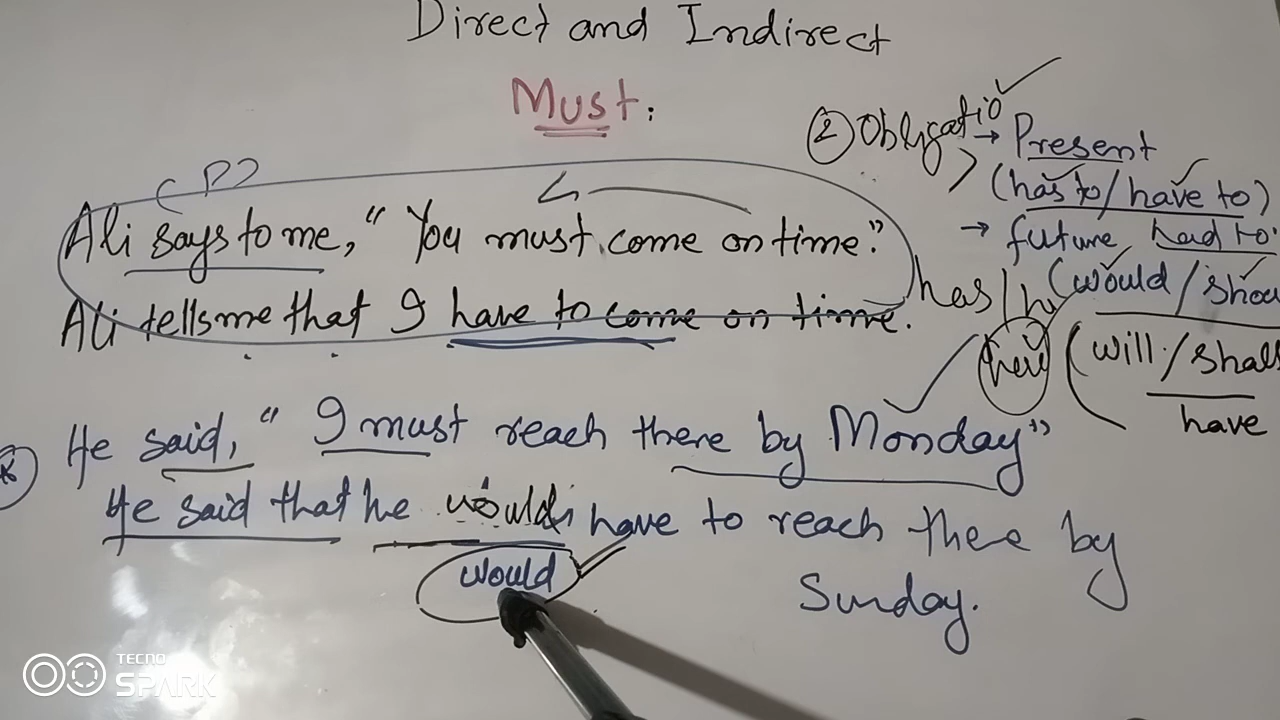 Direct and Indirect
Must:
② Obligatio
→ Present
(has to/have to)
→ future, had to.
(would/shou
(will/shall
have
(P)
Ali says to me, "You must come on time."
Ali tells me that I have to come on time.
has/h
here
He said, "I must reach there by Monday"
He said that he would have to reach there by
Sunday.
would
TECNO
SPARK